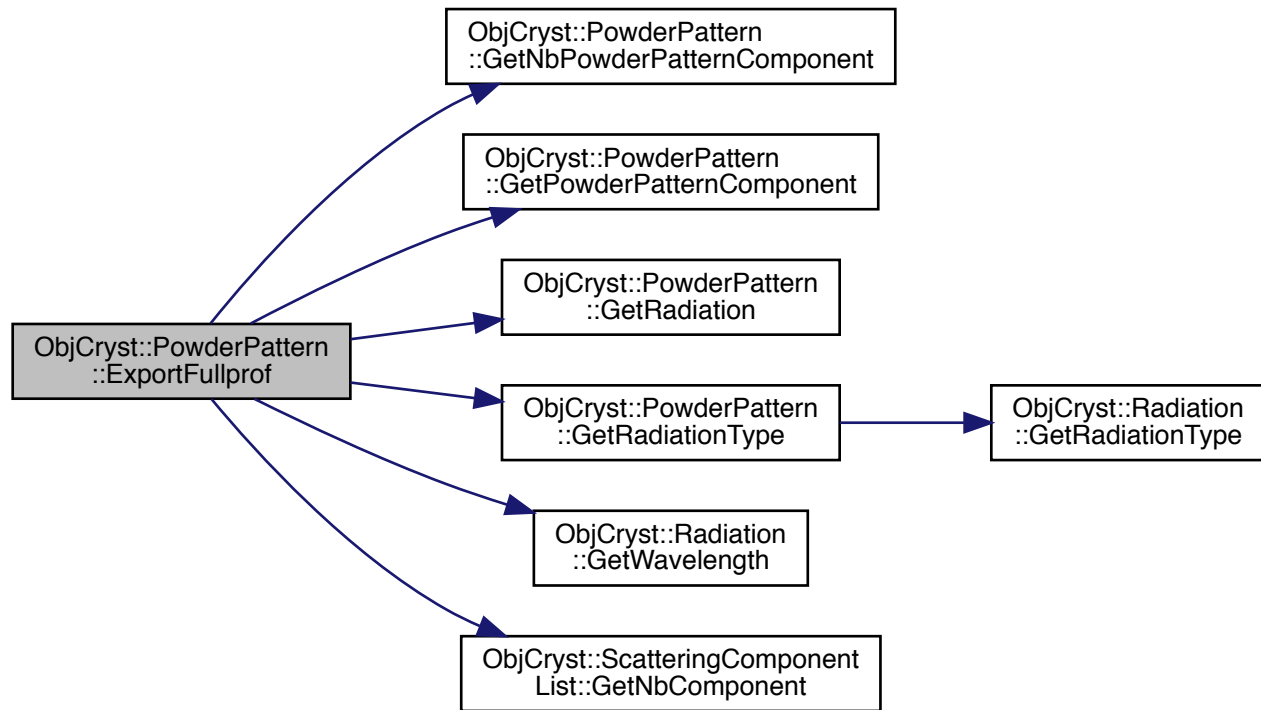 ObjCryst::PowderPattern
::GetNbPowderPatternComponent
ObjCryst::PowderPattern
::GetPowderPatternComponent
ObjCryst::PowderPattern
::GetRadiation
ObjCryst::PowderPattern
::ExportFullprof
ObjCryst::PowderPattern
::GetRadiationType
ObjCryst::Radiation
::GetRadiationType
ObjCryst::Radiation
::GetWavelength
ObjCryst::ScatteringComponent
List::GetNbComponent